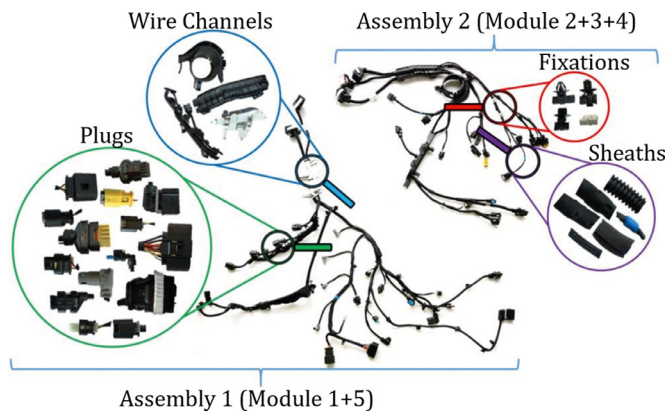 Wire Channels
Assembly 2 (Module 2+3+4)
Fixations
Plugs
Sheaths
Assembly 1 (Module 1+5)